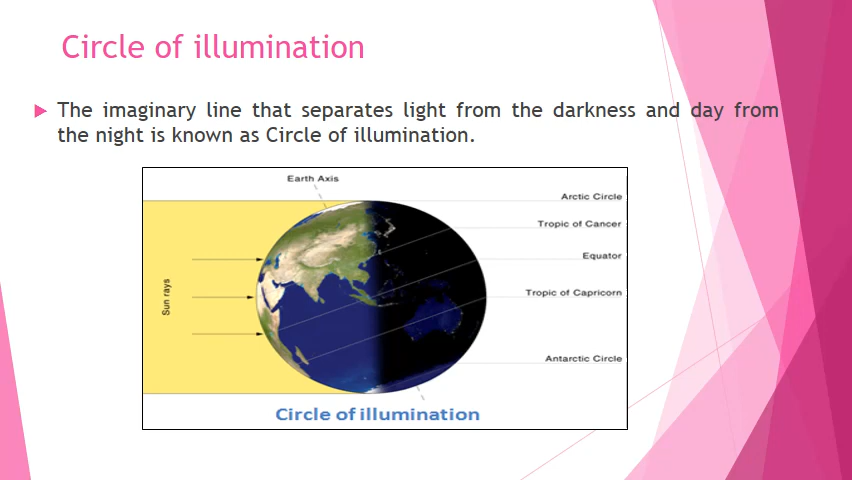 Circle of illumination
The imaginary line that separates light from the darkness and day from
the night is known as Circle of illumination.
Earth Axis
Arctic Circle
Tropic of Cancer
Equator
Sun rays
Tropic of Capricorn
Antarctic Circle
Circle of illumination